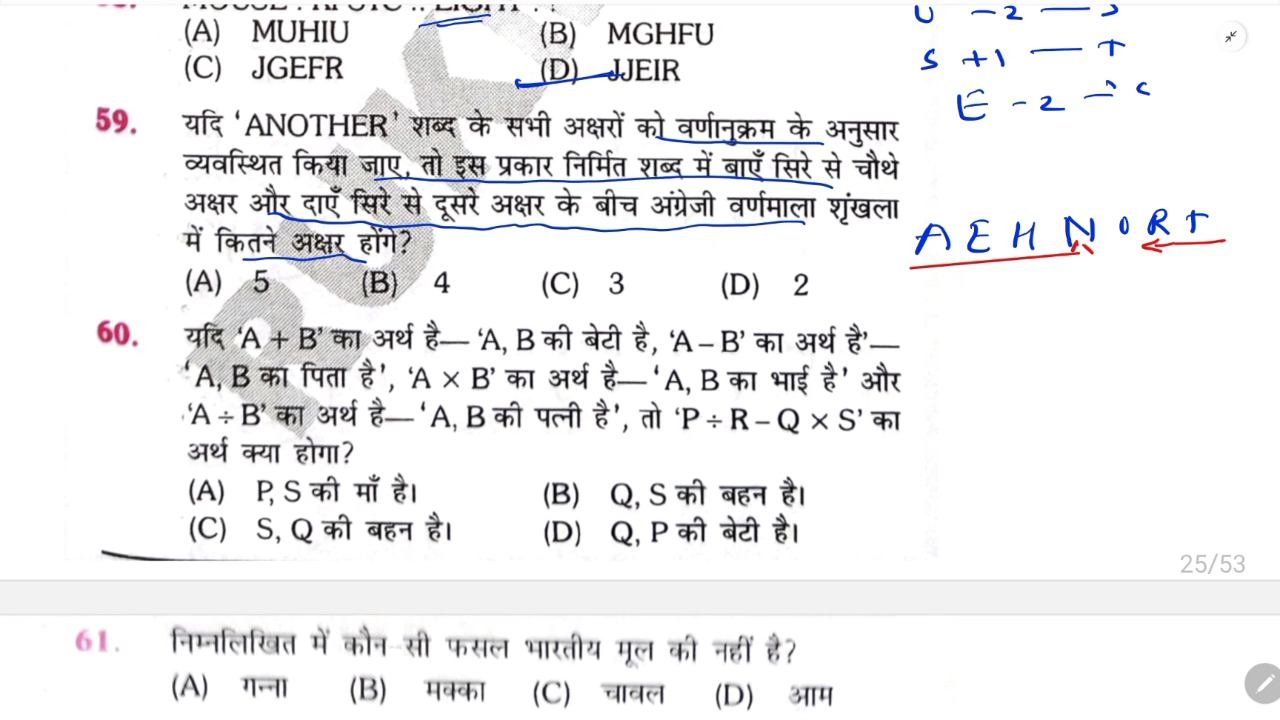 (A) MUHIU (B) MGHFU
(C) JGEFR (D) JJEIR
U -2 — S
S +1 — T
E -2 — C
59. यदि ‘ANOTHER’ शब्द के सभी अक्षरों को वर्णानुक्रम के अनुसार
व्यवस्थित किया जाए, तो इस प्रकार निर्मित शब्द में बाएँ सिरे से चौथे
अक्षर और दाएँ सिरे से दूसरे अक्षर के बीच अंग्रेजी वर्णमाला शृंखला
में कितने अक्षर होंगे?
(A) 5 (B) 4 (C) 3 (D) 2
A E H N O R T
60. यदि ‘A + B’ का अर्थ है— ‘A, B की बेटी है, ‘A – B’ का अर्थ है’—
‘A, B का पिता है’, ‘A × B’ का अर्थ है— ‘A, B का भाई है’ और
‘A ÷ B’ का अर्थ है— ‘A, B की पत्नी है’, तो ‘P ÷ R – Q × S’ का
अर्थ क्या होगा?
(A) P, S की माँ है। (B) Q, S की बहन है।
(C) S, Q की बहन है। (D) Q, P की बेटी है।
25/53
61. निम्नलिखित में कौन सी फसल भारतीय मूल की नहीं है?
(A) गन्ना (B) मक्का (C) चावल (D) आम